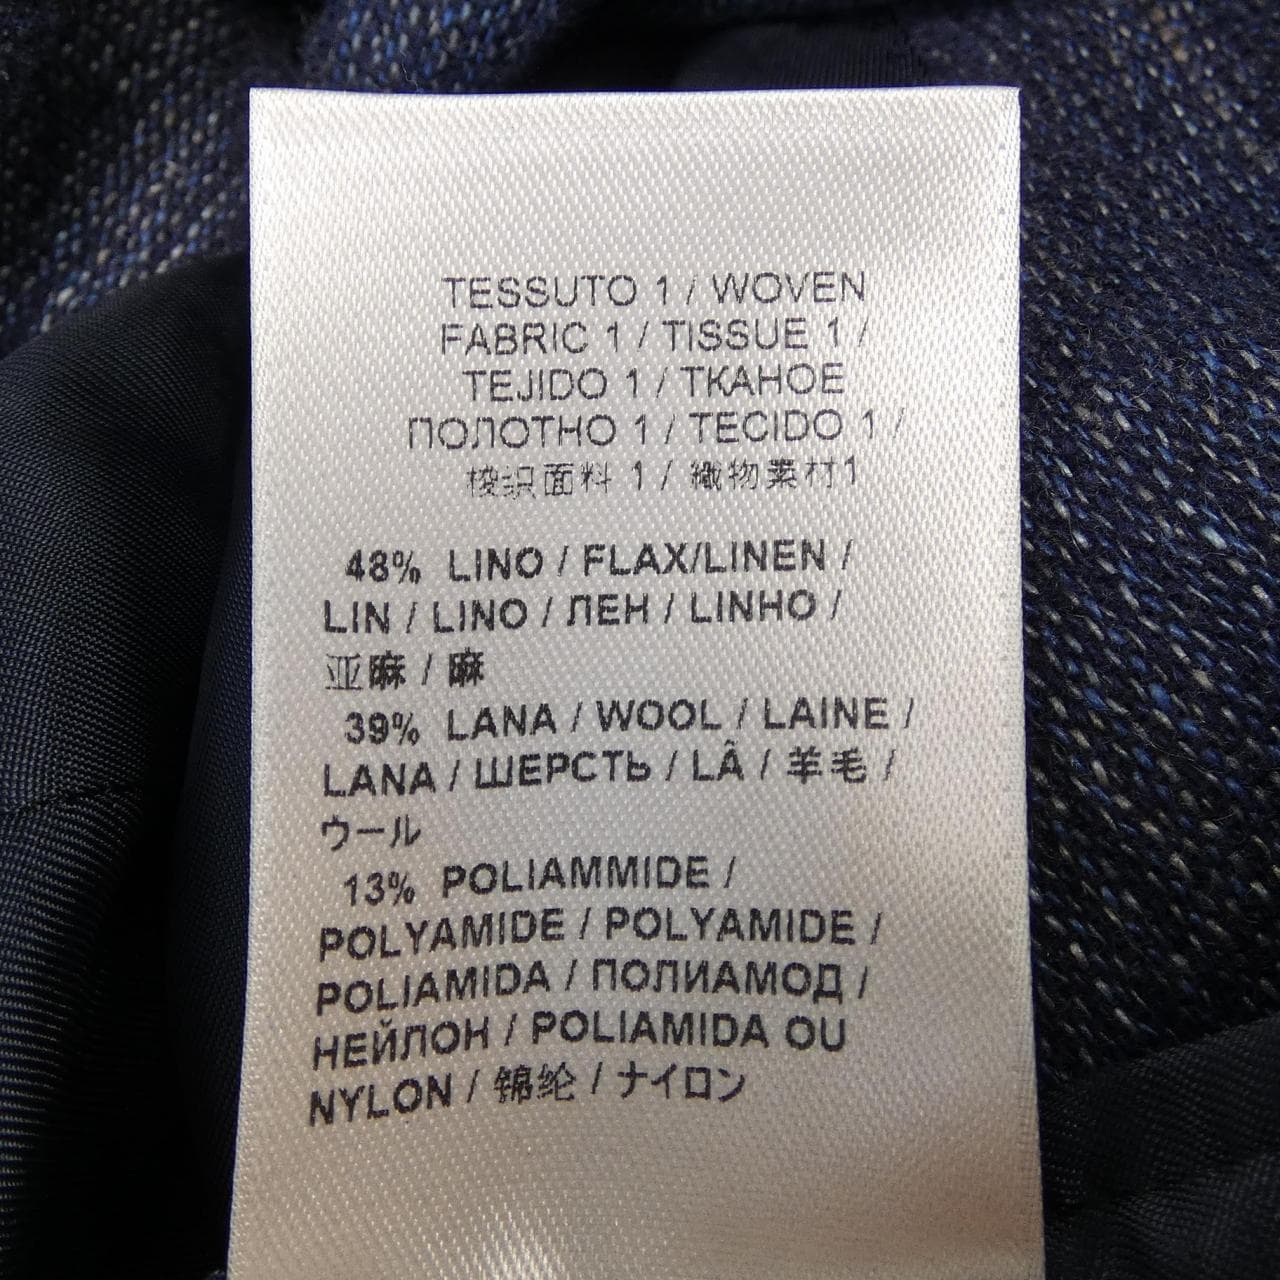 TESSUTO 1 / WOVEN
FABRIC 1 / TISSUE 1 /
TEJIDO 1 / ТКАНОЕ
ПОЛОТНО 1 / TECIDO 1 /
梭织面料 1 / 織物素材1
48% LINO / FLAX/LINEN /
LIN / LINO / ЛЕН / LINHO /
亚麻 / 麻
39% LANA / WOOL / LAINE /
LANA / ШЕРСТЬ / LÃ / 羊毛 /
ウール
13% POLIAMMIDE /
POLYAMIDE / POLYAMIDE /
POLIAMIDA / ПОЛИАМОД /
НЕЙЛОН / POLIAMIDA OU
NYLON / 锦纶 / ナイロン